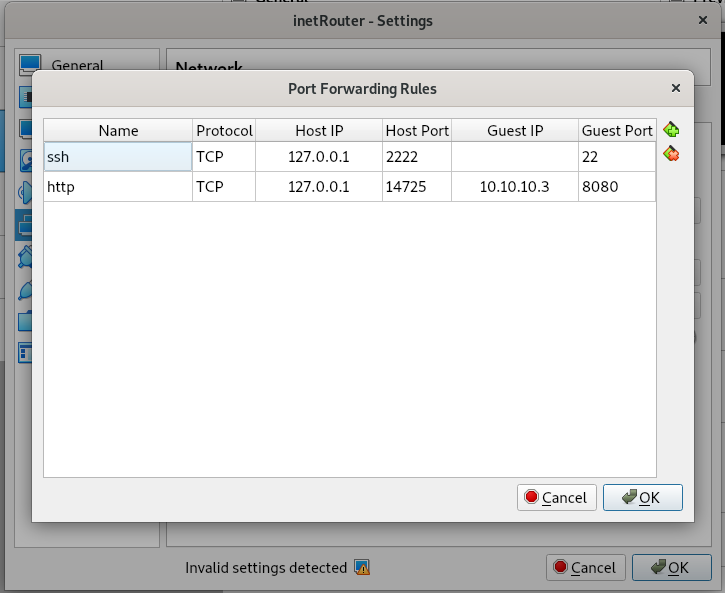 General
inetRouter - Settings
General
Network
Port Forwarding Rules
Name Protocol Host IP Host Port Guest IP Guest Port
ssh TCP 127.0.0.1 2222 22
http TCP 127.0.0.1 14725 10.10.10.3 8080
Cancel OK
Invalid settings detected Cancel OK